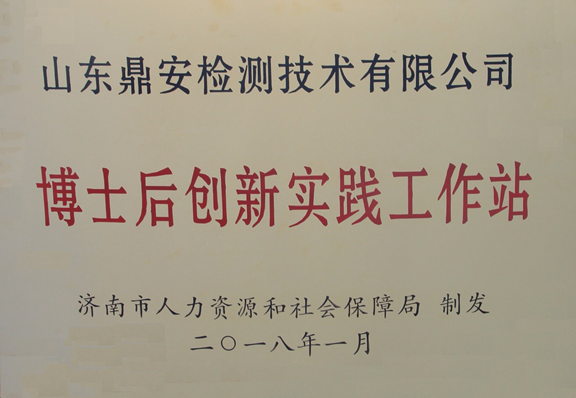 山东鼎安检测技术有限公司
博士后创新实践工作站
济南市人力资源和社会保障局 制发
二〇一八年一月